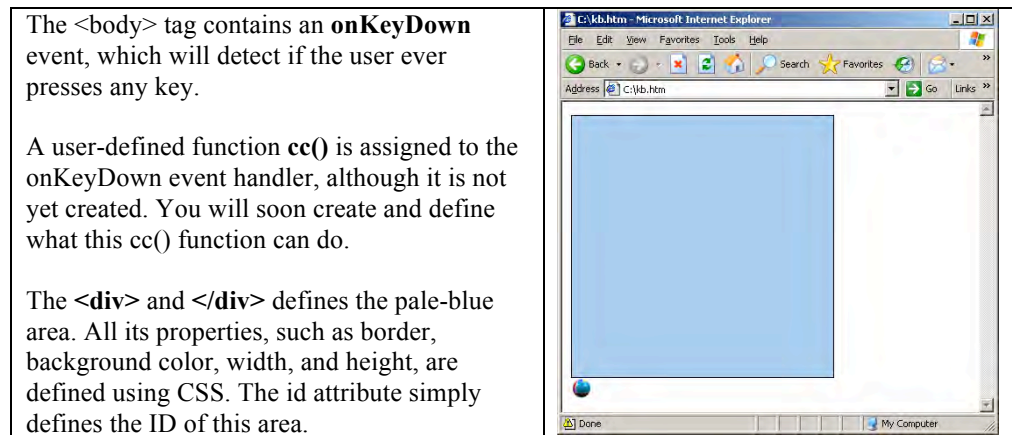 The <body> tag contains an onKeyDown
event, which will detect if the user ever
presses any key.
A user-defined function cc() is assigned to the
onKeyDown event handler, although it is not
yet created. You will soon create and define
what this cc() function can do.
The <div> and </div> defines the pale-blue
area. All its properties, such as border,
background color, width, and height, are
defined using CSS. The id attribute simply
defines the ID of this area.
C:\kb.htm - Microsoft Internet Explorer
File Edit View Favorites Tools Help
Back Search Favorites »
Address C:\kb.htm Go Links »
Done My Computer